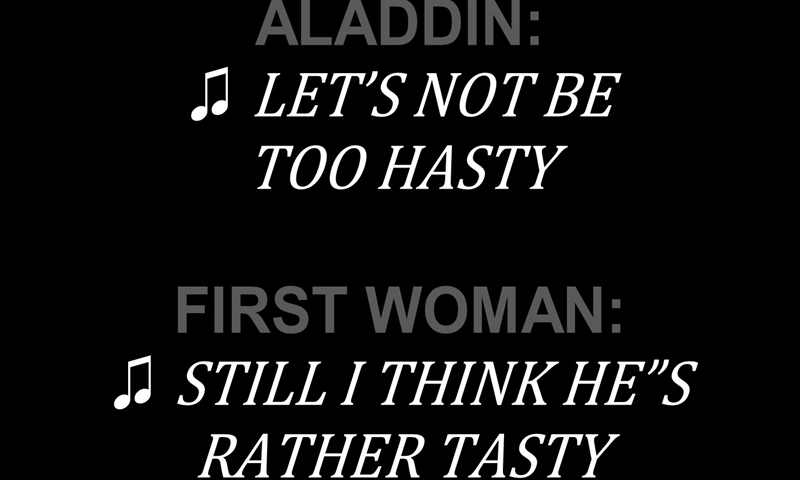 ALADDIN:
♫ LET’S NOT BE
TOO HASTY
FIRST WOMAN:
♫ STILL I THINK HE”S
RATHER TASTY